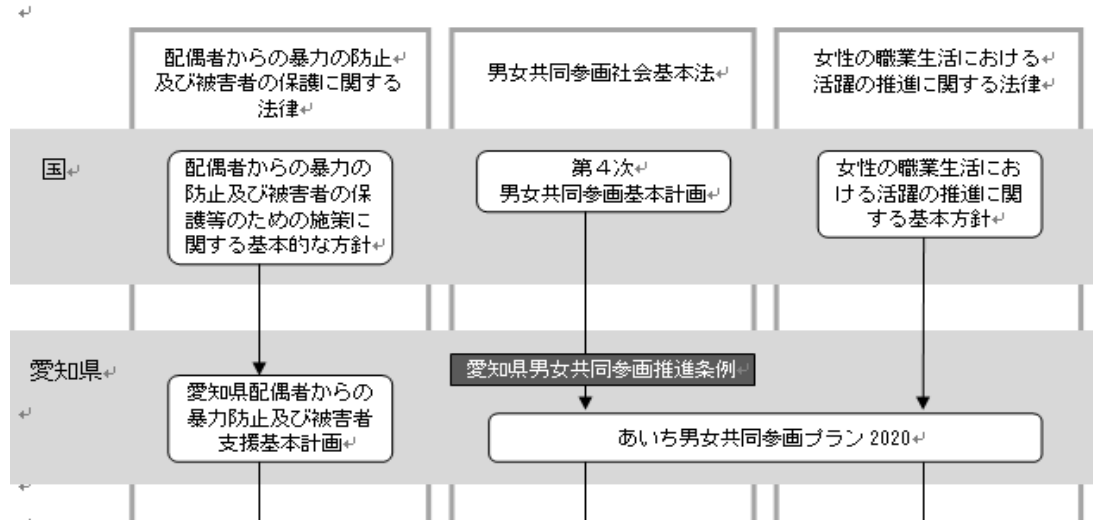 配偶者からの暴力の防止
及び被害者の保護に関する
法律
男女共同参画社会基本法
女性の職業生活における
活躍の推進に関する法律
国
配偶者からの暴力の
防止及び被害者の保
護等のための施策に
関する基本的な方針
第４次
男女共同参画基本計画
女性の職業生活にお
ける活躍の推進に関
する基本方針
愛知県
愛知県配偶者からの
暴力防止及び被害者
支援基本計画
愛知県男女共同参画推進条例
あいち男女共同参画プラン 2020